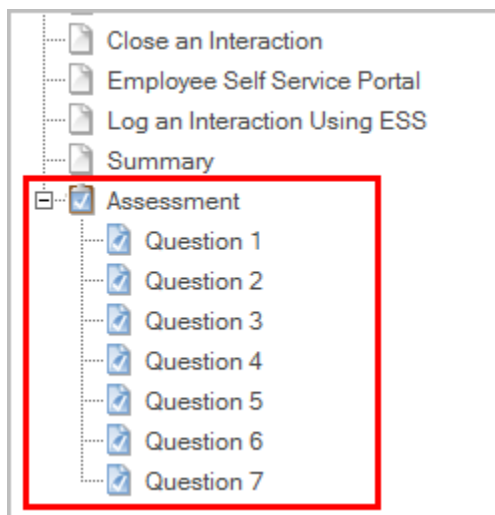 Close an Interaction
Employee Self Service Portal
Log an Interaction Using ESS
Summary
Assessment
Question 1
Question 2
Question 3
Question 4
Question 5
Question 6
Question 7